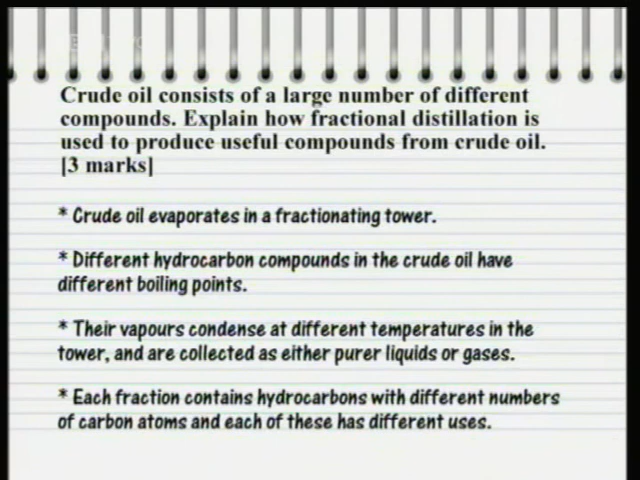 Crude oil consists of a large number of different
compounds. Explain how fractional distillation is
used to produce useful compounds from crude oil.
[3 marks]
* Crude oil evaporates in a fractionating tower.
* Different hydrocarbon compounds in the crude oil have
different boiling points.
* Their vapours condense at different temperatures in the
tower, and are collected as either purer liquids or gases.
* Each fraction contains hydrocarbons with different numbers
of carbon atoms and each of these has different uses.